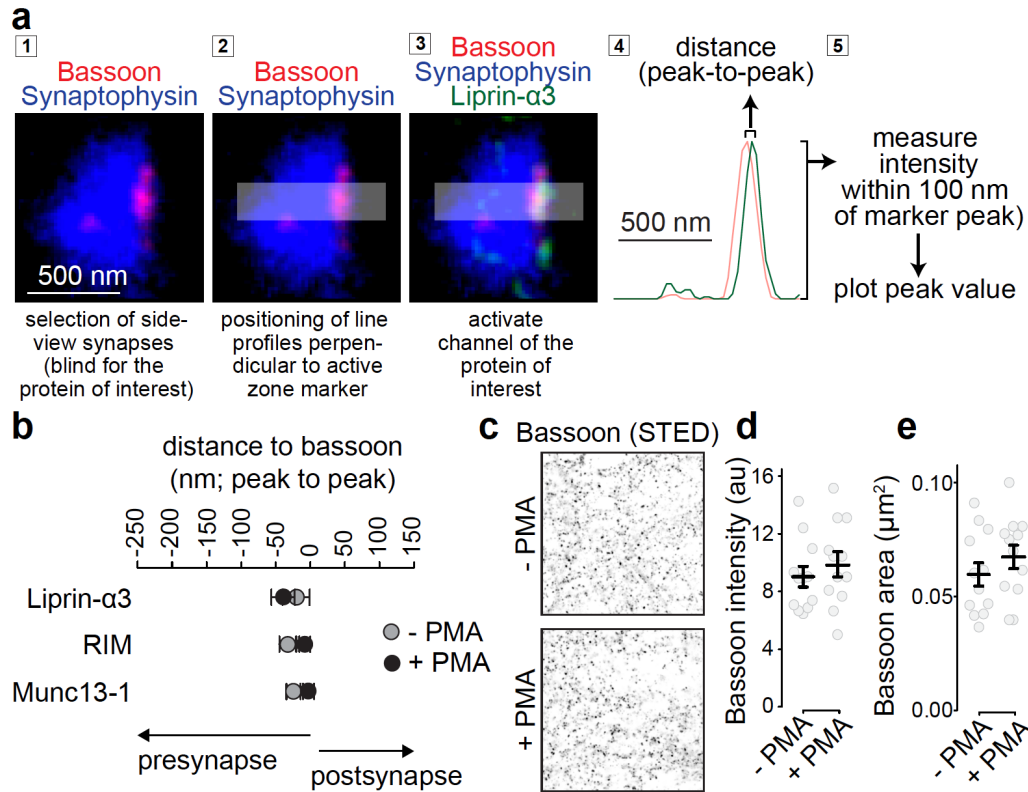 a
1
2
3
4
5
Bassoon
Synaptophysin
Bassoon
Synaptophysin
Bassoon
Synaptophysin
Liprin-α3
distance
(peak-to-peak)
500 nm
500 nm
measure
intensity
within 100 nm
of marker peak)
plot peak value
selection of side-
view synapses
(blind for the
protein of interest)
positioning of line
profiles perpen-
dicular to active
zone marker
activate
channel of the
protein of
interest
b
distance to bassoon
(nm; peak to peak)
-250
-200
-150
-100
-50
0
50
100
150
Liprin-α3
RIM
Munc13-1
- PMA
+ PMA
presynapse
postsynapse
c
Bassoon (STED)
- PMA
+ PMA
d
Bassoon intensity (au)
16
12
8
4
0
- PMA
+ PMA
e
Bassoon area (μm²)
0.10
0.05
0.00
- PMA
+ PMA